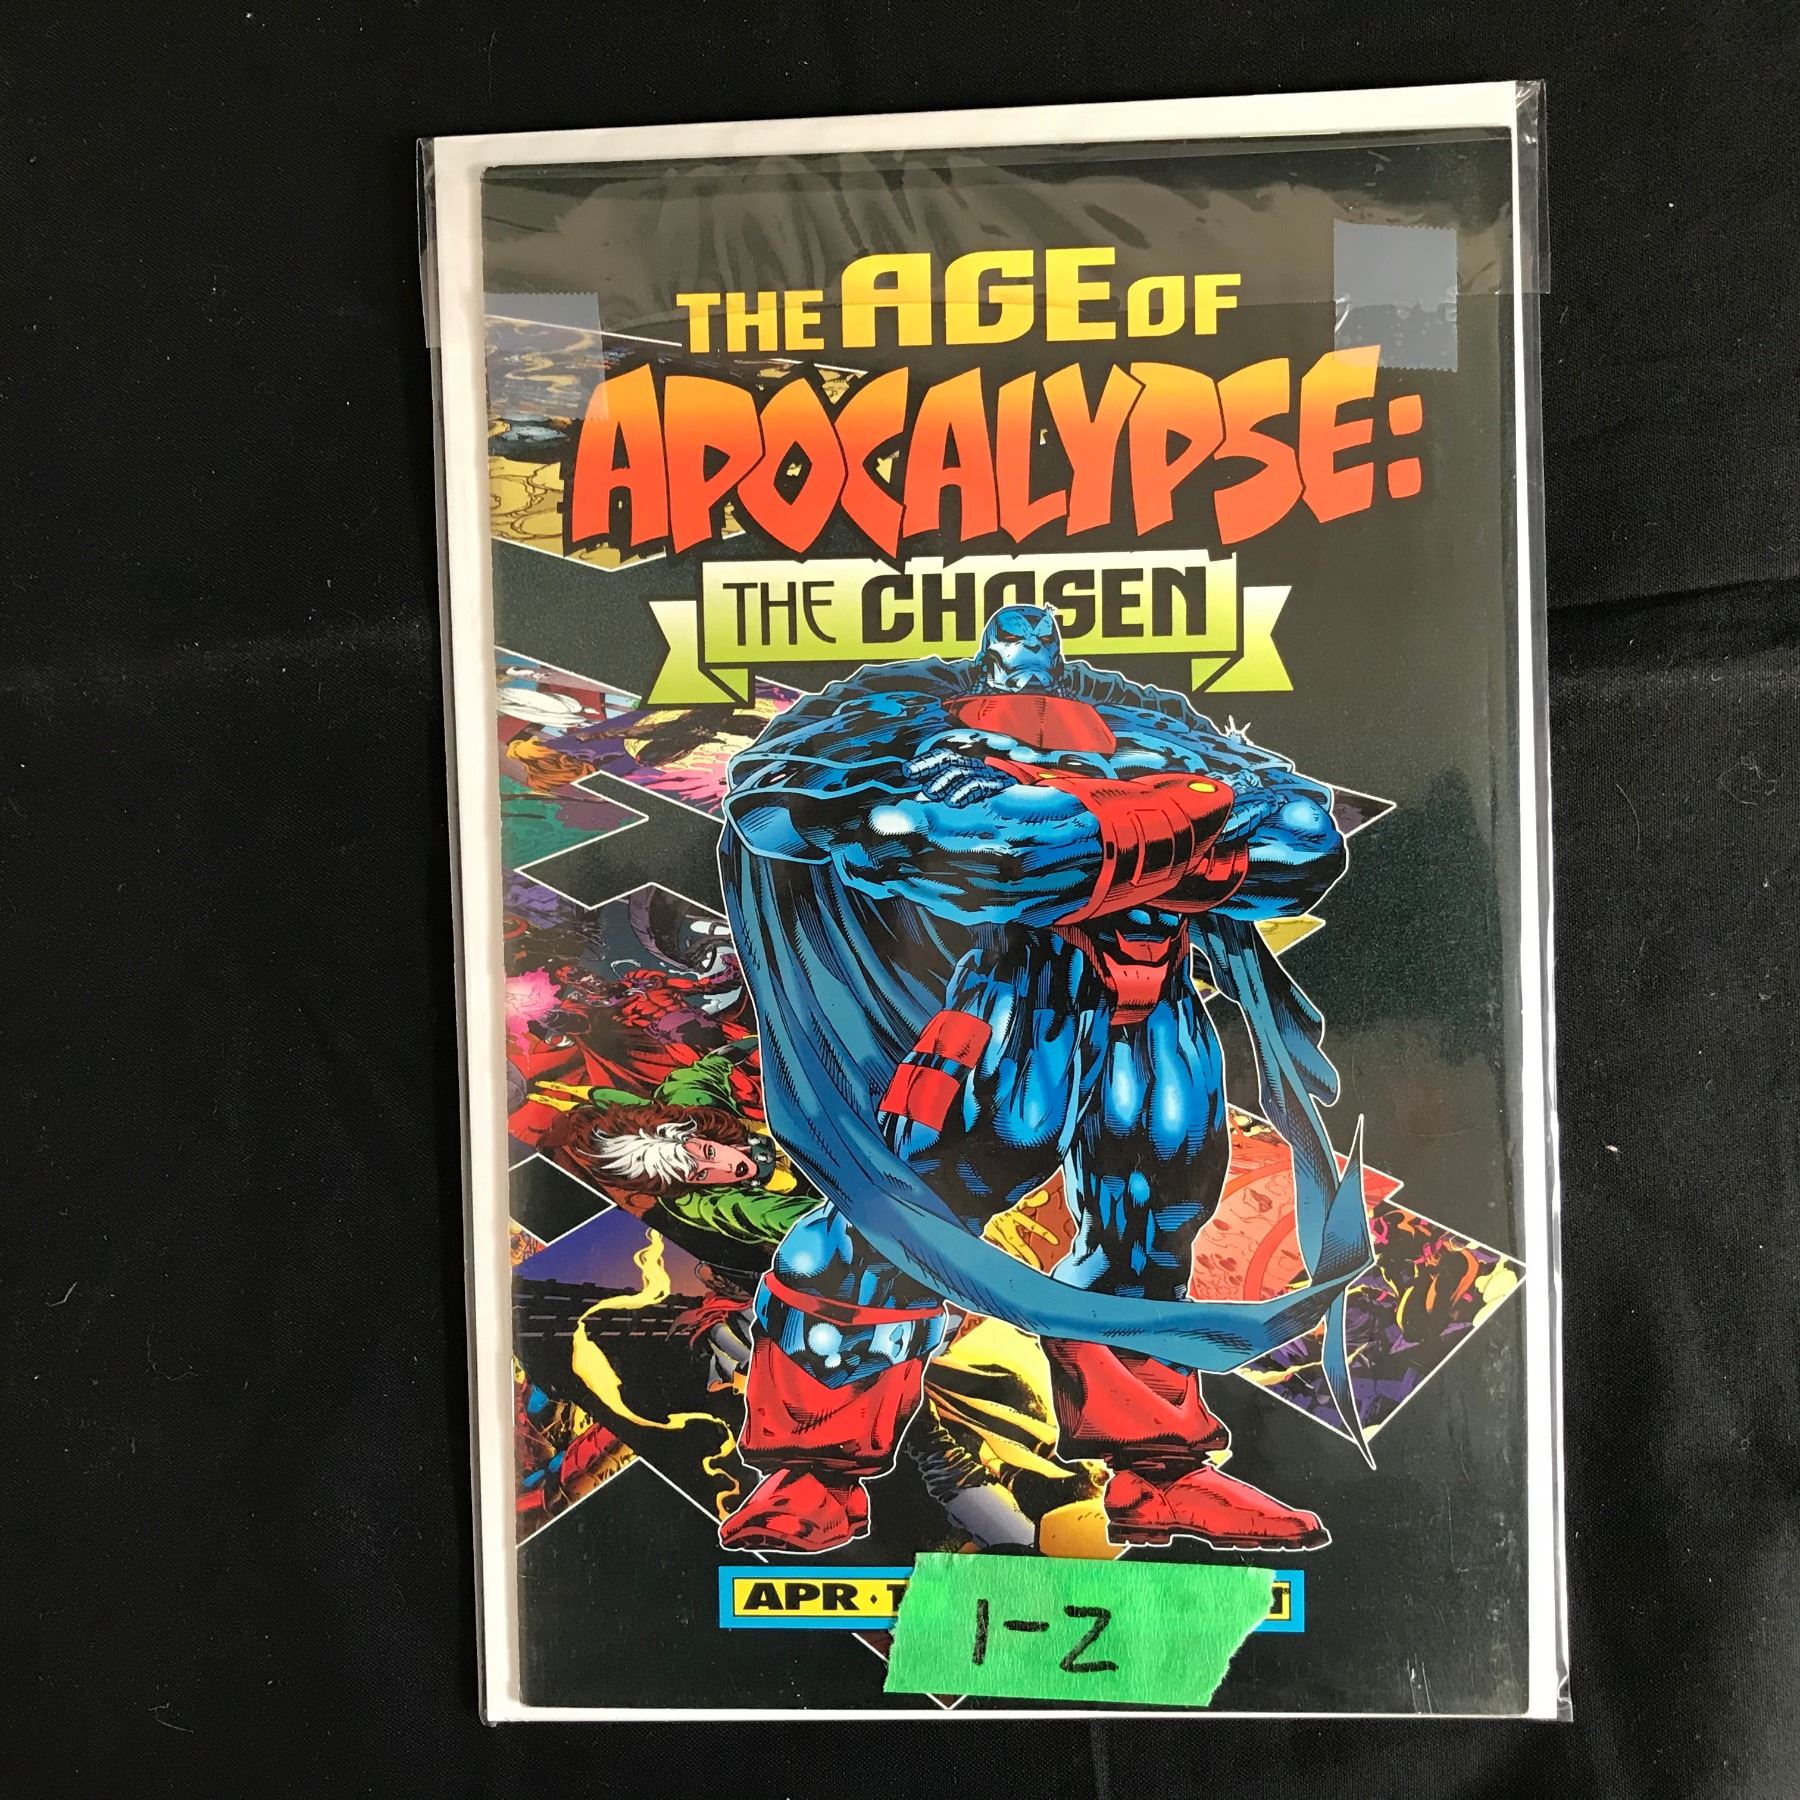 THE AGE OF
APOCALYPSE:
THE CHOSEN
APR ·
1-2